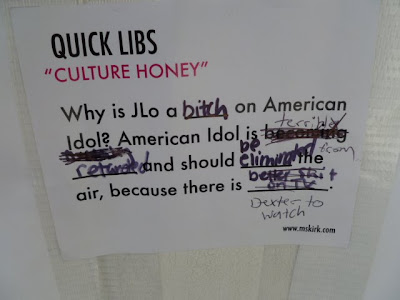 QUICK LIBS
"CULTURE HONEY"
Why is JLo a bitch on American
terribly
Idol? American Idol is becoming
be from
retarded and should eliminated the
better shit
air, because there is on TV.
Dexter to
watch
www.mskirk.com